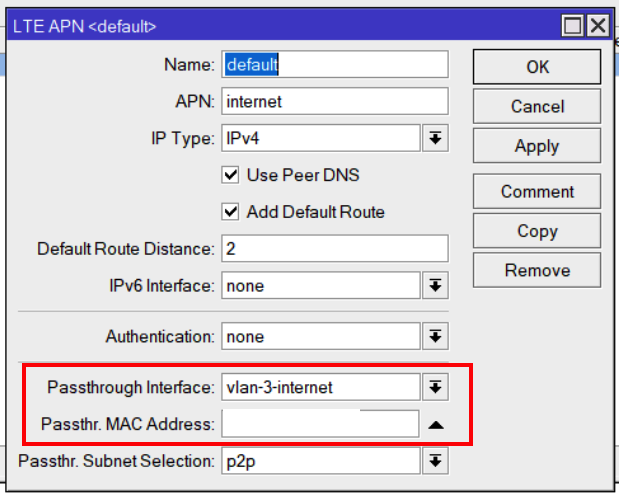 LTE APN <default>
Name: default
OK
APN: internet
Cancel
IP Type: IPv4
Apply
Use Peer DNS
Comment
Add Default Route
Copy
Default Route Distance: 2
Remove
IPv6 Interface: none
Authentication: none
Passthrough Interface: vlan-3-internet
Passthr. MAC Address:
Passthr. Subnet Selection: p2p